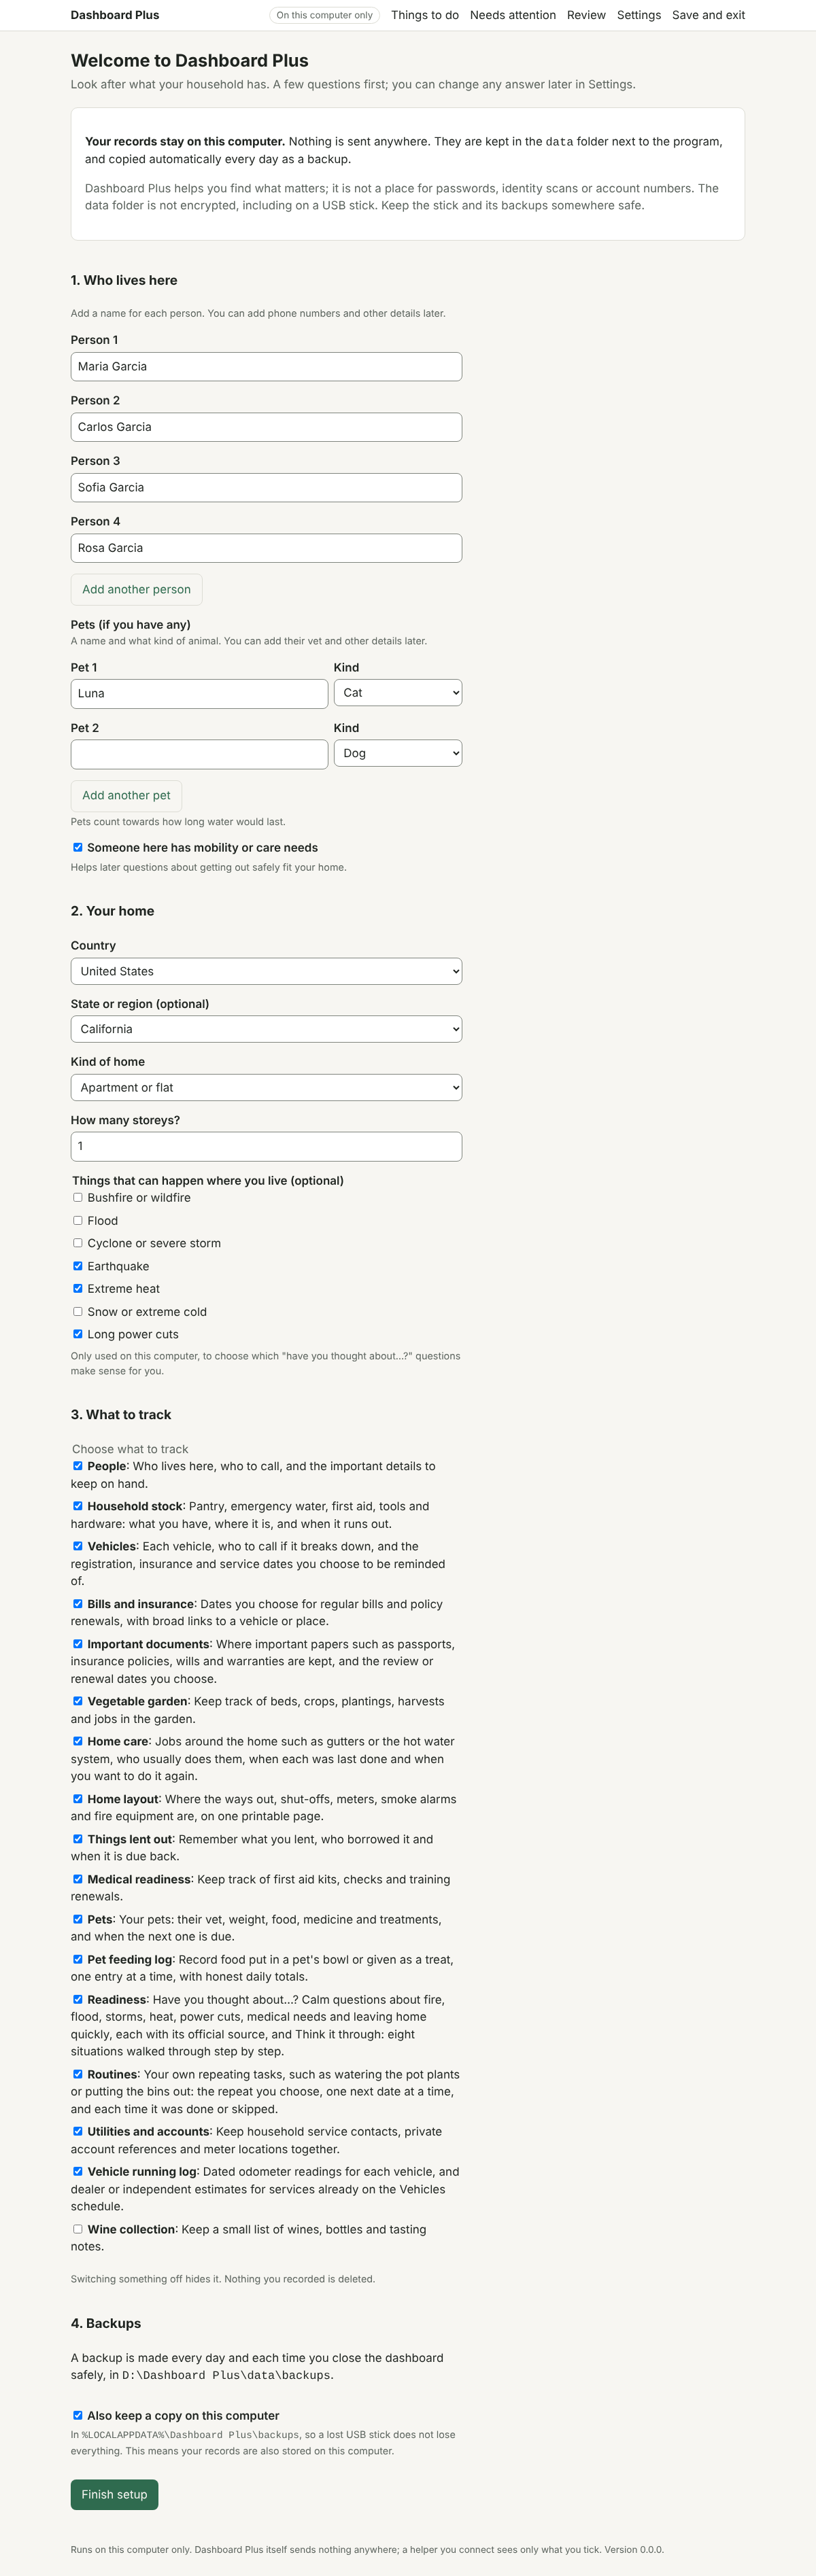 Dashboard Plus
On this computer only
Things to do
Needs attention
Review
Settings
Save and exit
Welcome to Dashboard Plus
Look after what your household has. A few questions first; you can change any answer later in Settings.
Your records stay on this computer. Nothing is sent anywhere. They are kept in the data folder next to the program,
and copied automatically every day as a backup.
Dashboard Plus helps you find what matters; it is not a place for passwords, identity scans or account numbers. The
data folder is not encrypted, including on a USB stick. Keep the stick and its backups somewhere safe.
1. Who lives here
Add a name for each person. You can add phone numbers and other details later.
Person 1
Maria Garcia
Person 2
Carlos Garcia
Person 3
Sofia Garcia
Person 4
Rosa Garcia
Add another person
Pets (if you have any)
A name and what kind of animal. You can add their vet and other details later.
Pet 1
Kind
Luna
Cat
Pet 2
Kind
Dog
Add another pet
Pets count towards how long water would last.
Someone here has mobility or care needs
Helps later questions about getting out safely fit your home.
2. Your home
Country
United States
State or region (optional)
California
Kind of home
Apartment or flat
How many storeys?
1
Things that can happen where you live (optional)
Bushfire or wildfire
Flood
Cyclone or severe storm
Earthquake
Extreme heat
Snow or extreme cold
Long power cuts
Only used on this computer, to choose which "have you thought about...?" questions
make sense for you.
3. What to track
Choose what to track
People: Who lives here, who to call, and the important details to
keep on hand.
Household stock: Pantry, emergency water, first aid, tools and
hardware: what you have, where it is, and when it runs out.
Vehicles: Each vehicle, who to call if it breaks down, and the
registration, insurance and service dates you choose to be reminded
of.
Bills and insurance: Dates you choose for regular bills and policy
renewals, with broad links to a vehicle or place.
Important documents: Where important papers such as passports,
insurance policies, wills and warranties are kept, and the review or
renewal dates you choose.
Vegetable garden: Keep track of beds, crops, plantings, harvests
and jobs in the garden.
Home care: Jobs around the home such as gutters or the hot water
system, who usually does them, when each was last done and when
you want to do it again.
Home layout: Where the ways out, shut-offs, meters, smoke alarms
and fire equipment are, on one printable page.
Things lent out: Remember what you lent, who borrowed it and
when it is due back.
Medical readiness: Keep track of first aid kits, checks and training
renewals.
Pets: Your pets: their vet, weight, food, medicine and treatments,
and when the next one is due.
Pet feeding log: Record food put in a pet's bowl or given as a treat,
one entry at a time, with honest daily totals.
Readiness: Have you thought about...? Calm questions about fire,
flood, storms, heat, power cuts, medical needs and leaving home
quickly, each with its official source, and Think it through: eight
situations walked through step by step.
Routines: Your own repeating tasks, such as watering the pot plants
or putting the bins out: the repeat you choose, one next date at a time,
and each time it was done or skipped.
Utilities and accounts: Keep household service contacts, private
account references and meter locations together.
Vehicle running log: Dated odometer readings for each vehicle, and
dealer or independent estimates for services already on the Vehicles
schedule.
Wine collection: Keep a small list of wines, bottles and tasting
notes.
Switching something off hides it. Nothing you recorded is deleted.
4. Backups
A backup is made every day and each time you close the dashboard
safely, in D:\Dashboard Plus\data\backups.
Also keep a copy on this computer
In %LOCALAPPDATA%\Dashboard Plus\backups, so a lost USB stick does not lose
everything. This means your records are also stored on this computer.
Finish setup
Runs on this computer only. Dashboard Plus itself sends nothing anywhere; a helper you connect sees only what you tick. Version 0.0.0.